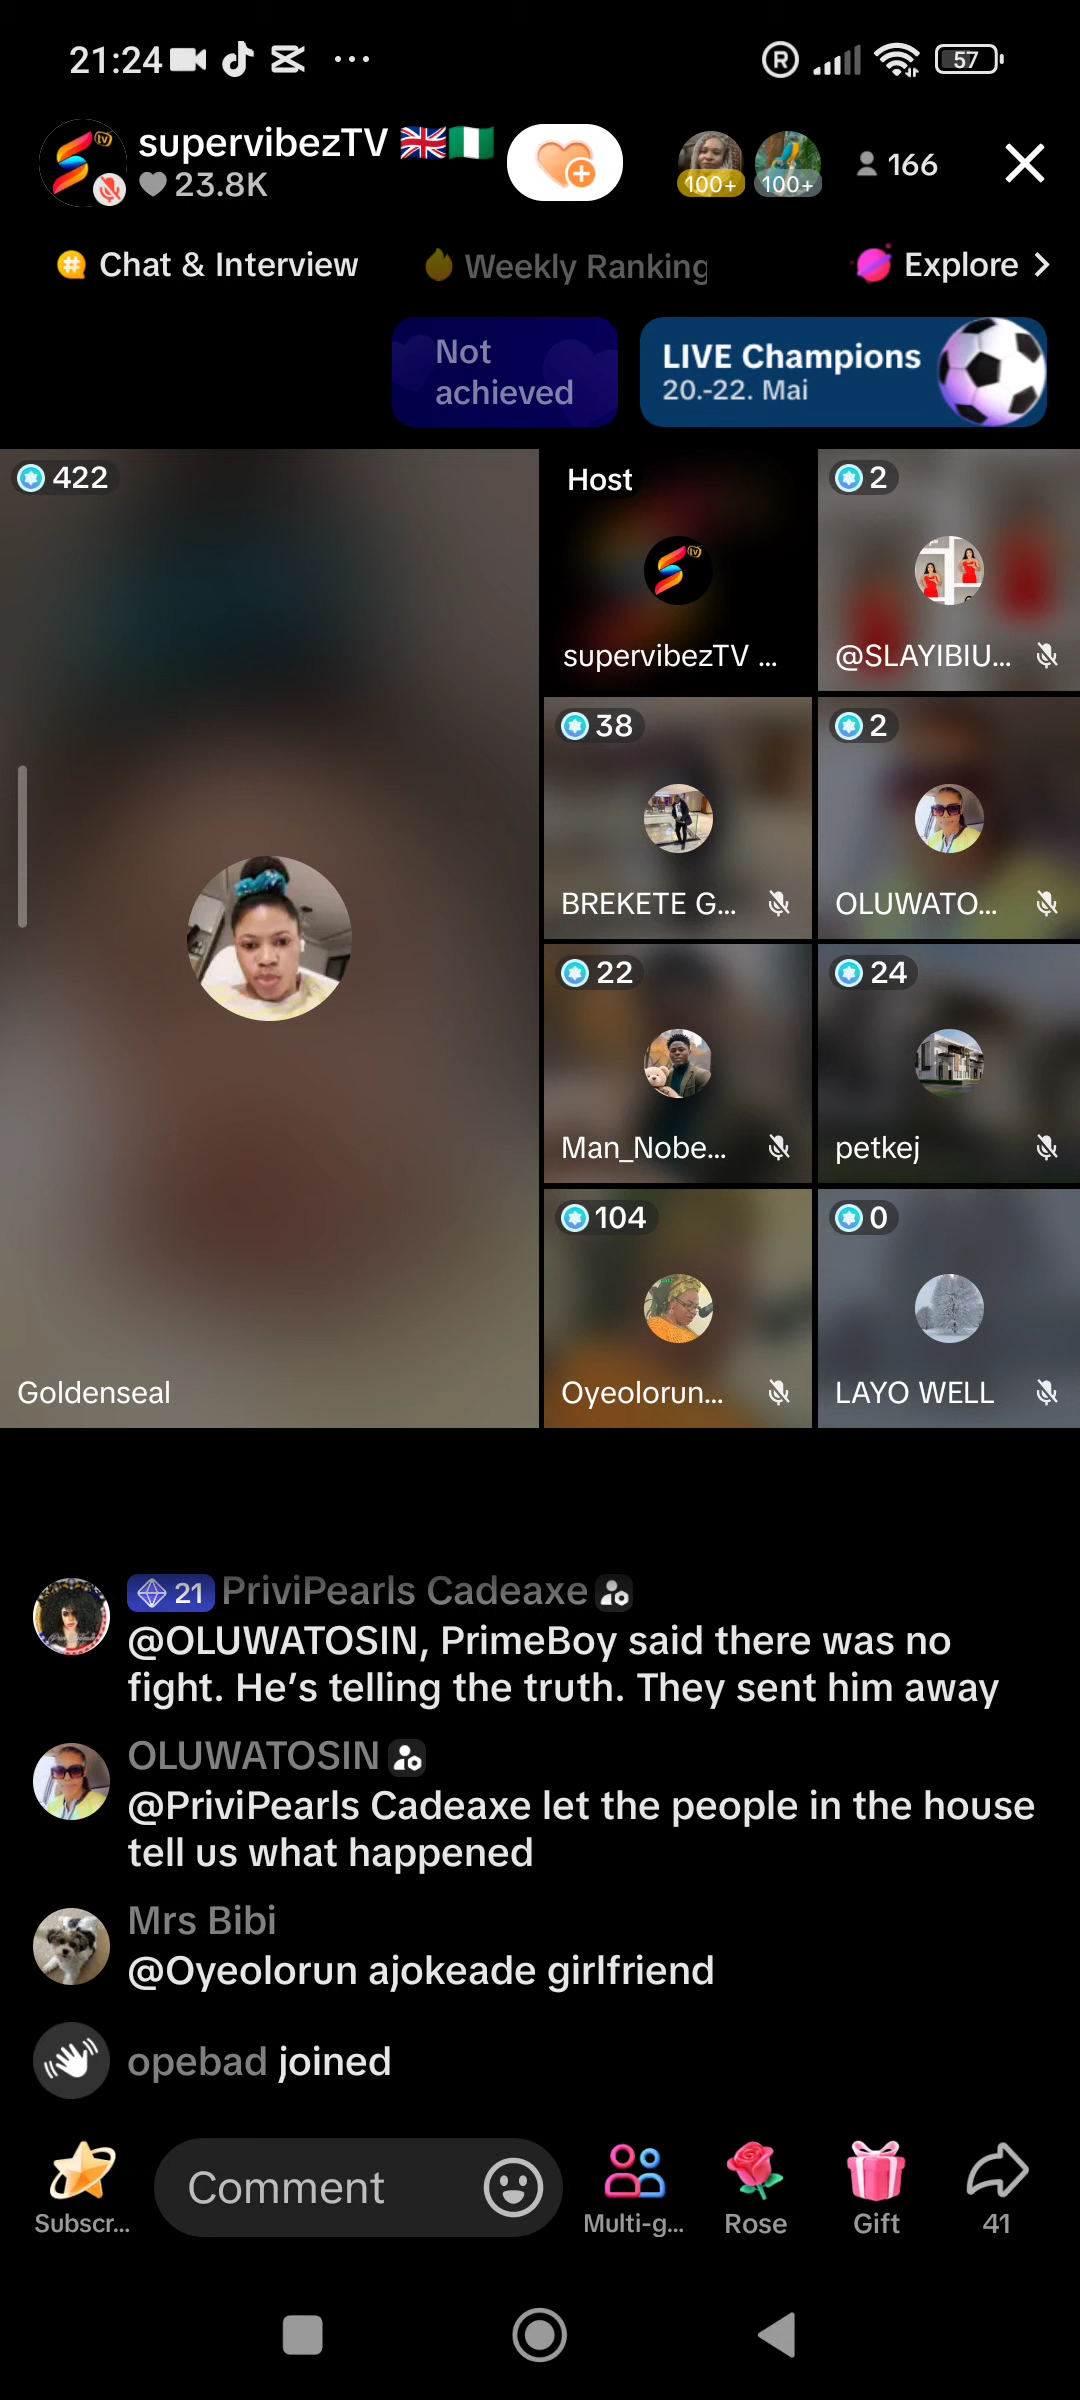 21:24
R
57
supervibezTV 🇬🇧🇳🇬
23.8K
100+
100+
166
Chat & Interview
Weekly Ranking
Explore
Not
achieved
LIVE Champions
20.-22. Mai
422
Goldenseal
Host
supervibezTV ...
2
@SLAYIBIU...
38
BREKETE G...
2
OLUWATO...
22
Man_Nobe...
24
petkej
104
Oyeolorun...
0
LAYO WELL
21 PriviPearls Cadeaxe
@OLUWATOSIN, PrimeBoy said there was no
fight. He’s telling the truth. They sent him away
OLUWATOSIN
@PriviPearls Cadeaxe let the people in the house
tell us what happened
Mrs Bibi
@Oyeolorun ajokeade girlfriend
opebad joined
Subscr...
Comment
Multi-g...
Rose
Gift
41